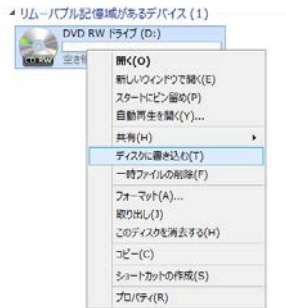 リムーバブル記憶域があるデバイス (1)
DVD RW ドライブ (D:)
CD RW
空き領
開く(O)
新しいウィンドウで開く(E)
スタートにピン留め(P)
自動再生を開く(Y)...
共有(H)
ディスクに書き込む(T)
一時ファイルの削除(F)
フォーマット(A)...
取り出し(J)
このディスクを消去する(H)
コピー(C)
ショートカットの作成(S)
プロパティ(R)